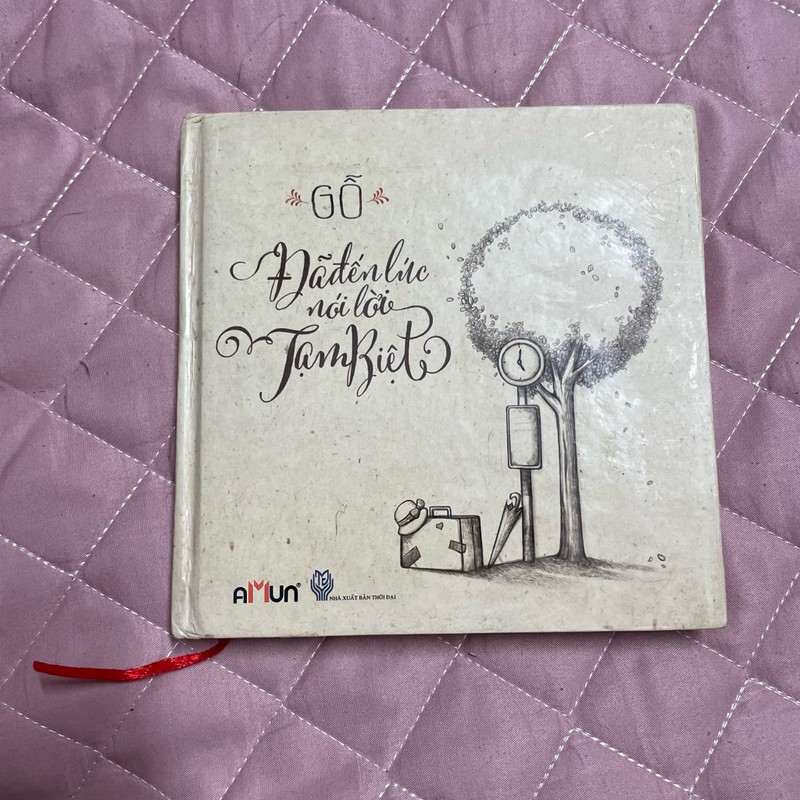 GỖ
Đã đến lúc
nói lời
Tạm Biệt
AMUN®
NHÀ XUẤT BẢN THỜI ĐẠI